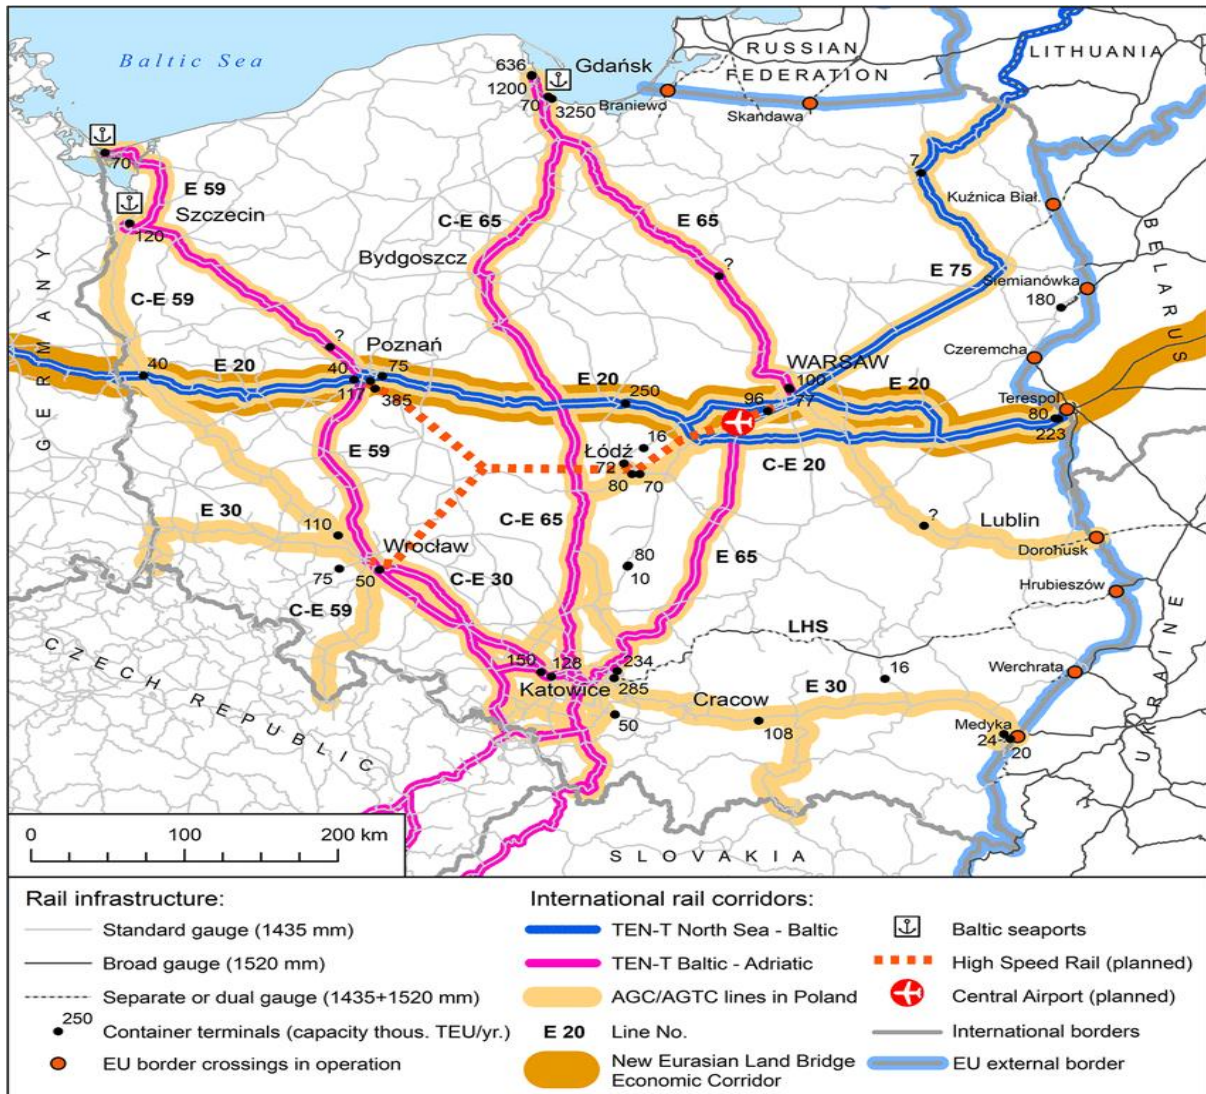 Baltic Sea
RUSSIAN
FEDERATION
LITHUANIA
636
Gdańsk
1200
70
3250
Braniewo
Skandawa
70
7
E 59
Szczecin
120
C-E 65
E 65
Kuźnica Biał.
BELARUS
GERMANY
Bydgoszcz
?
E 75
Siemianówka
180
C-E 59
?
Poznań
Czeremcha
40
E 20
40
75
117
385
E 20
250
WARSAW
100
96
77
E 20
Terespol
80
223
16
Łódź
72
80
70
C-E 20
E 59
C-E 65
E 30
110
?
Lublin
Dorohusk
Wrocław
75
50
C-E 30
80
10
E 65
C-E 59
Hrubieszów
LHS
UKRAINE
CZECH REPUBLIC
150
128
234
Katowice
285
16
Werchrata
Cracow
E 30
50
108
Medyka
24
20
SLOVAKIA
0 100 200 km
Rail infrastructure:
Standard gauge (1435 mm)
Broad gauge (1520 mm)
Separate or dual gauge (1435+1520 mm)
250
Container terminals (capacity thous. TEU/yr.)
EU border crossings in operation
International rail corridors:
TEN-T North Sea - Baltic
TEN-T Baltic - Adriatic
AGC/AGTC lines in Poland
E 20 Line No.
New Eurasian Land Bridge
Economic Corridor
Baltic seaports
High Speed Rail (planned)
Central Airport (planned)
International borders
EU external border